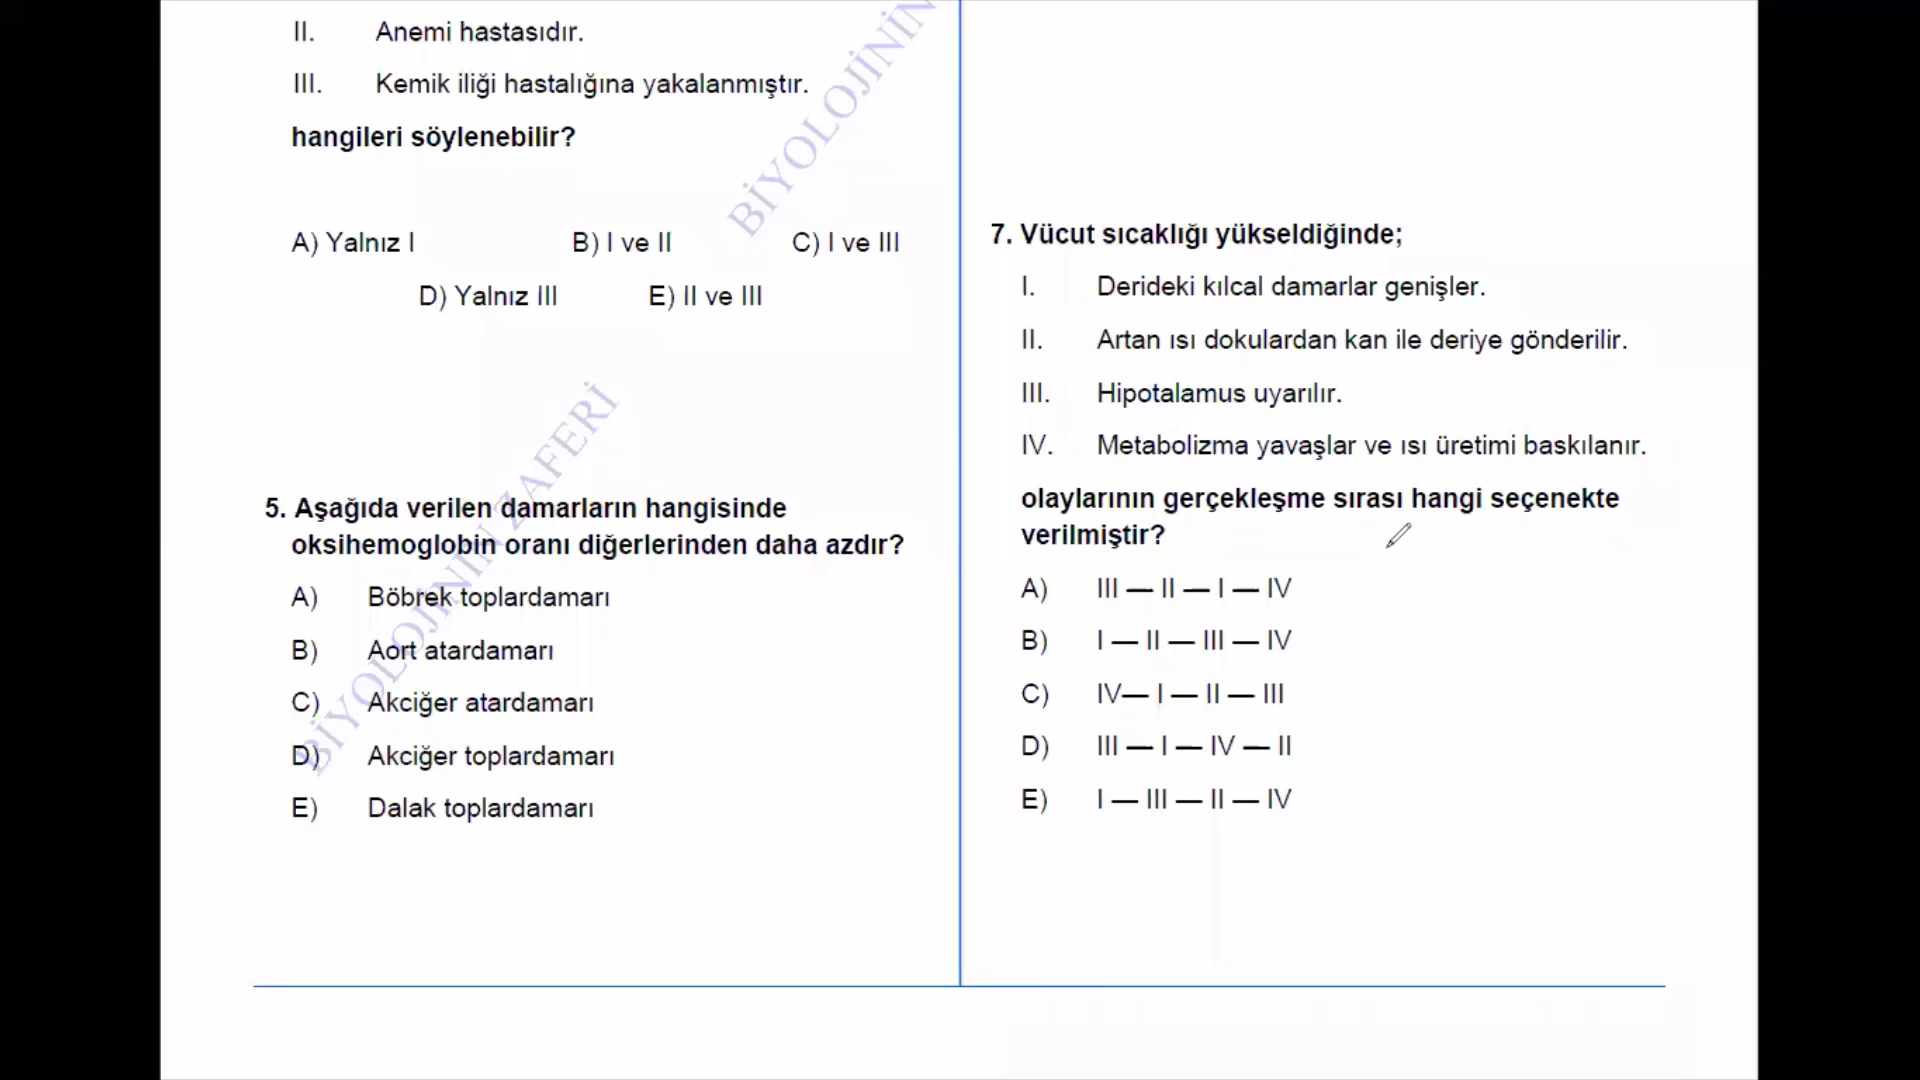 II. Anemi hastasıdır.
III. Kemik iliği hastalığına yakalanmıştır.
hangileri söylenebilir?
A) Yalnız I B) I ve II C) I ve III
D) Yalnız III E) II ve III
5. Aşağıda verilen damarların hangisinde
oksihemoglobin oranı diğerlerinden daha azdır?
A) Böbrek toplardamarı
B) Aort atardamarı
C) Akciğer atardamarı
D) Akciğer toplardamarı
E) Dalak toplardamarı
BİYOLOJİNİN ZAFERİ
BİYOLOJİNİN
7. Vücut sıcaklığı yükseldiğinde;
I. Derideki kılcal damarlar genişler.
II. Artan ısı dokulardan kan ile deriye gönderilir.
III. Hipotalamus uyarılır.
IV. Metabolizma yavaşlar ve ısı üretimi baskılanır.
olaylarının gerçekleşme sırası hangi seçenekte
verilmiştir?
A) III — II — I — IV
B) I — II — III — IV
C) IV— I — II — III
D) III — I — IV — II
E) I — III — II — IV